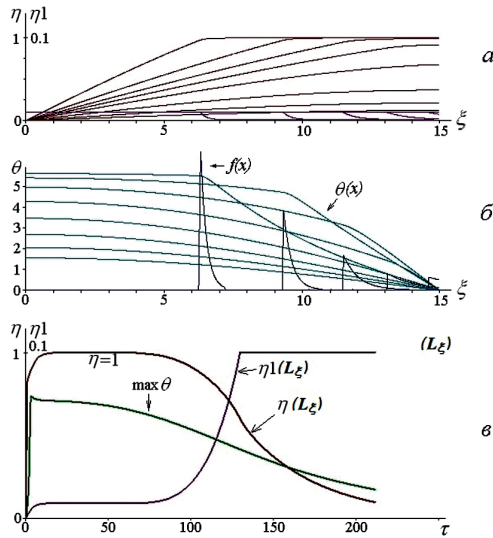 η η1
1 0.1
а
0
0 5 10 15 ξ
θ
f(x)
5
θ(x)
4
б
3
2
1
0
0 5 10 15 ξ
η η1
0.1
(Lξ)
1
η=1
η1(Lξ)
max θ
η (Lξ)
в
0
0 50 100 150 200 τ